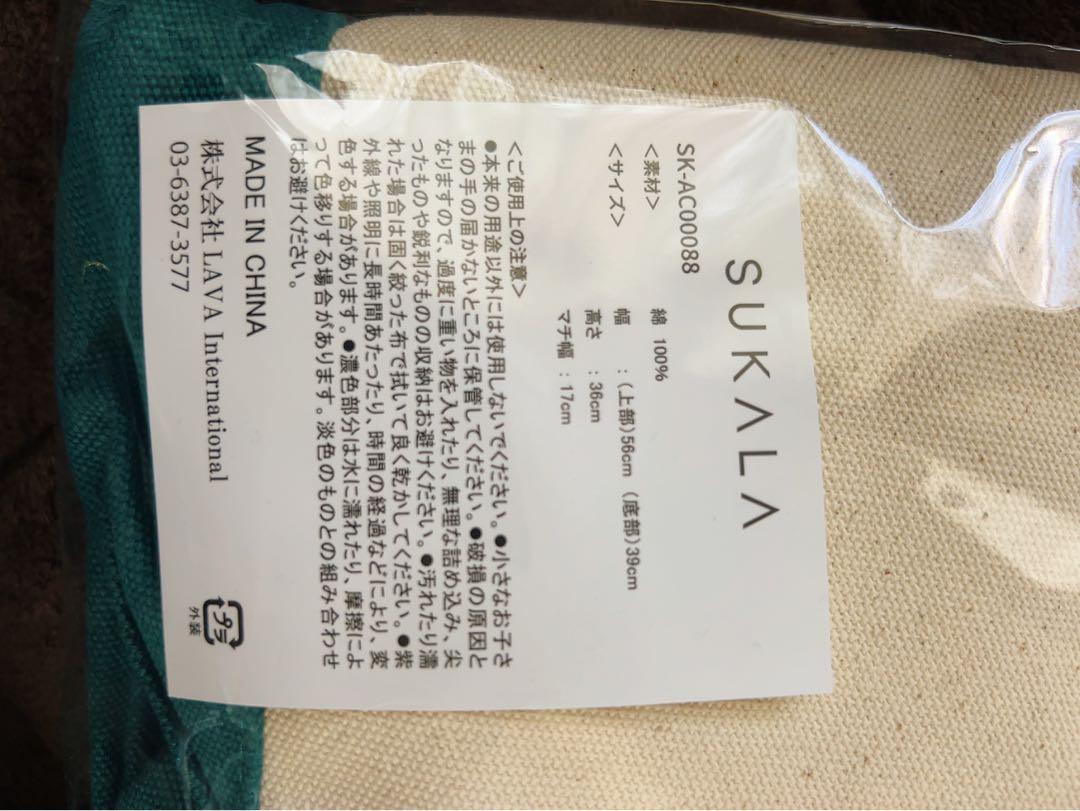 SUKALA
SK-AC00088
＜素材＞ 綿 100%
＜サイズ＞ 幅 ：(上部)56cm (底部)39cm
高さ ：36cm
マチ幅 ：17cm
＜ご使用上の注意＞
●本来の用途以外には使用しないでください。●小さなお子さ
まの手の届かないところに保管してください。●破損の原因と
なりますので、過度に重い物を入れたり、無理な詰め込み、尖
ったものや鋭利なものの収納はお避けください。●汚れたり濡
れた場合は固く絞った布で拭いて良く乾かしてください。●紫
外線や照明に長時間あたったり、時間の経過などにより、変
色する場合があります。●濃色部分は水に濡れたり、摩擦によ
って色移りする場合があります。淡色のものとの組み合わせ
はお避けください。
MADE IN CHINA
株式会社 LAVA International
03-6387-3577
プラ
外装